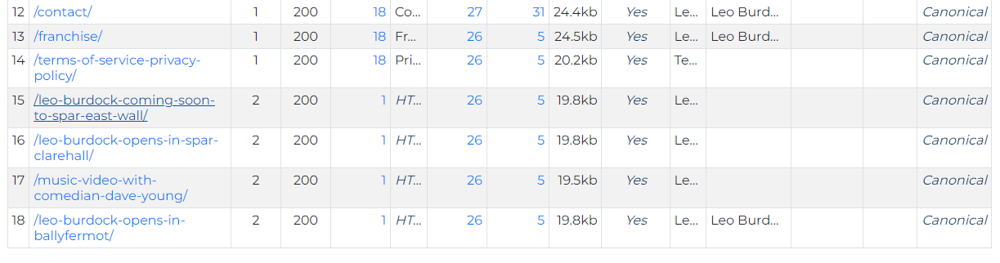 12 /contact/ 1 200 18 Co... 27 31 24.4kb Yes Le... Leo Burd... Canonical
13 /franchise/ 1 200 18 Fr... 26 5 24.5kb Yes Le... Leo Burd... Canonical
14 /terms-of-service-privacy- 1 200 18 Pri... 26 5 20.2kb Yes Te... Canonical
policy/
15 /leo-burdock-coming-soon- 2 200 1 HT... 26 5 19.8kb Yes Le... Canonical
to-spar-east-wall/
16 /leo-burdock-opens-in-spar- 2 200 1 HT... 26 5 19.8kb Yes Le... Canonical
clarehall/
17 /music-video-with- 2 200 1 HT... 26 5 19.5kb Yes Le... Canonical
comedian-dave-young/
18 /leo-burdock-opens-in- 2 200 1 HT... 26 5 19.8kb Yes Le... Leo Burd... Canonical
ballyfermot/